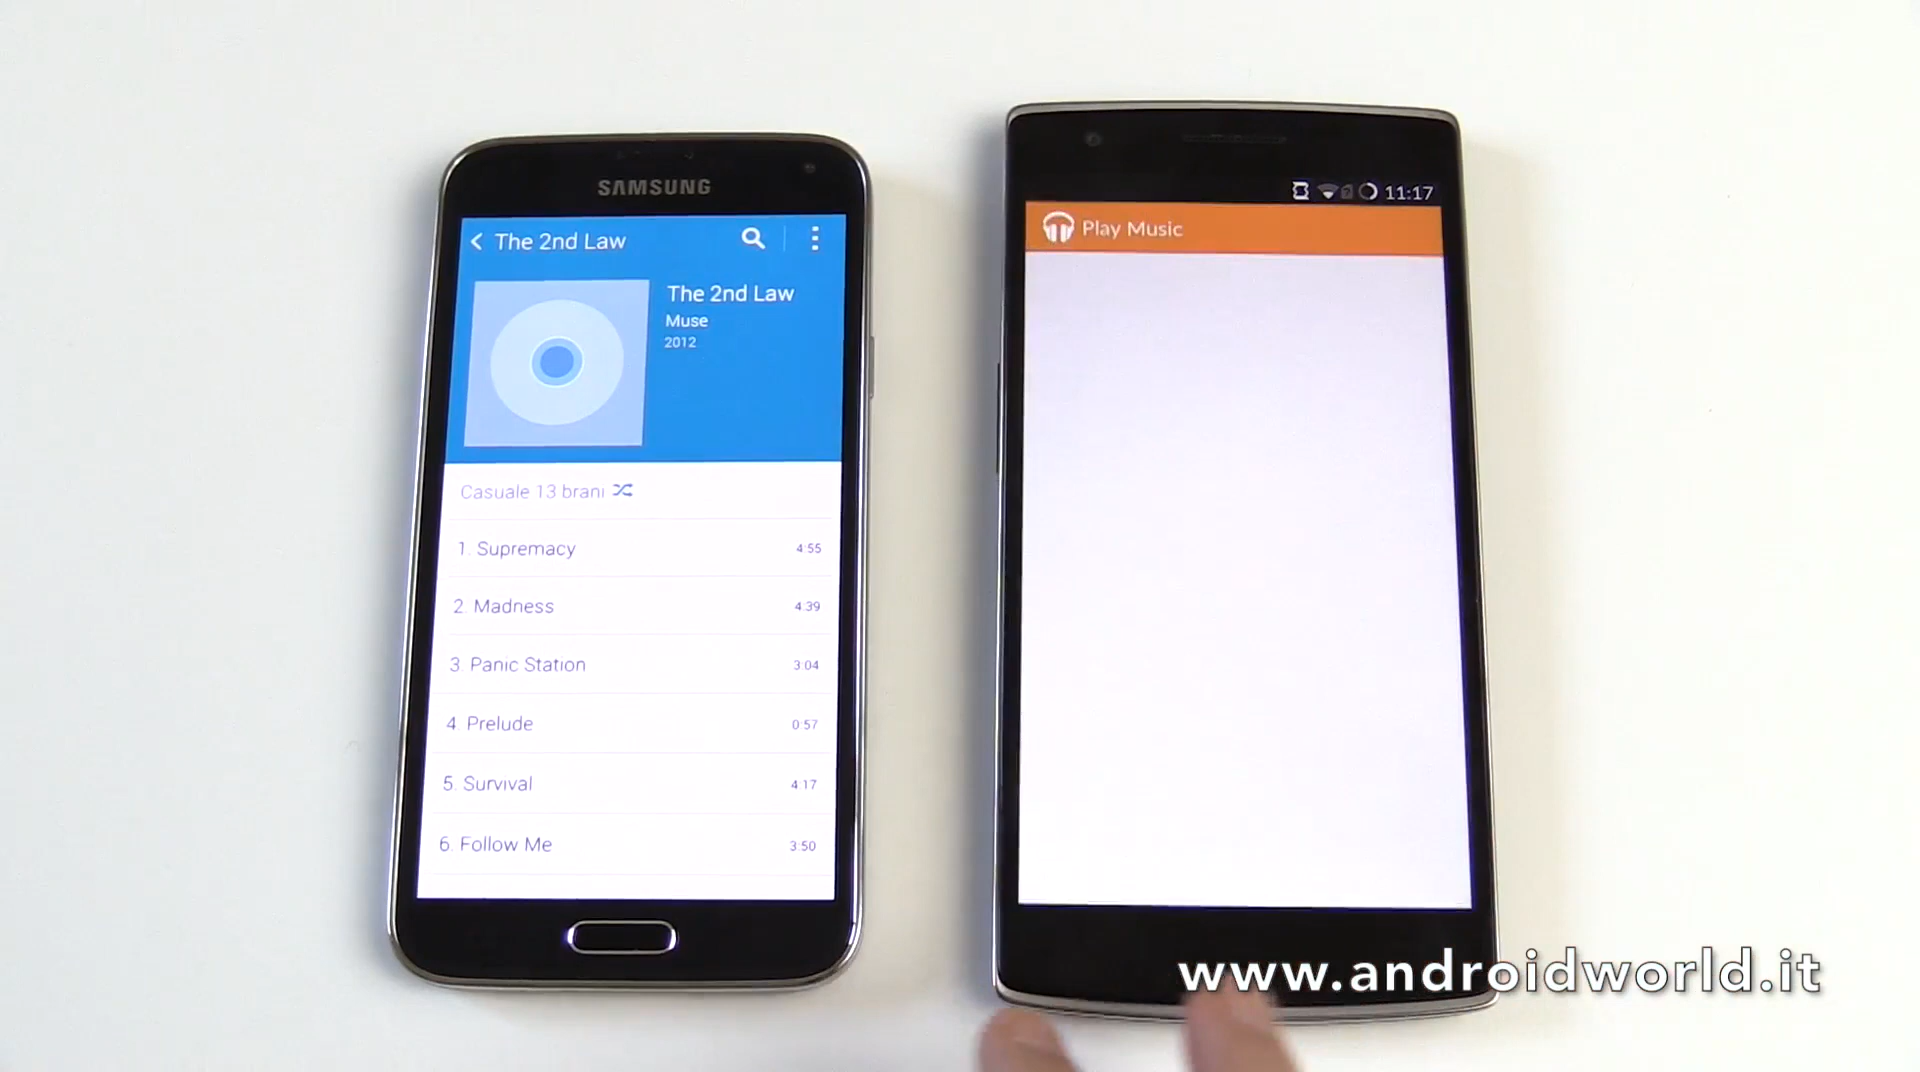 SAMSUNG
The 2nd Law
The 2nd Law
Muse
2012
Casuale 13 brani
1. Supremacy 4:55
2. Madness 4:39
3. Panic Station 3:04
4. Prelude 0:57
5. Survival 4:17
6. Follow Me 3:50
11:17
Play Music
www.androidworld.it